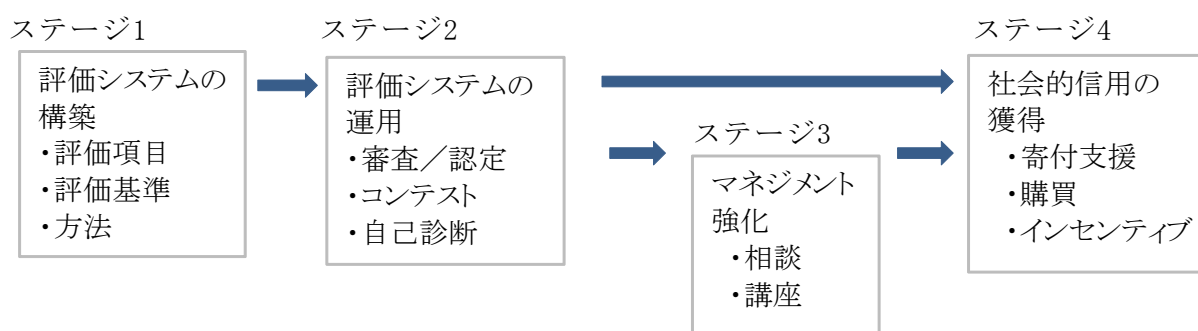 ステージ1
評価システムの
構築
・評価項目
・評価基準
・方法
ステージ2
評価システムの
運用
・審査／認定
・コンテスト
・自己診断
ステージ3
マネジメント
強化
・相談
・講座
ステージ4
社会的信用の
獲得
・寄付支援
・購買
・インセンティブ